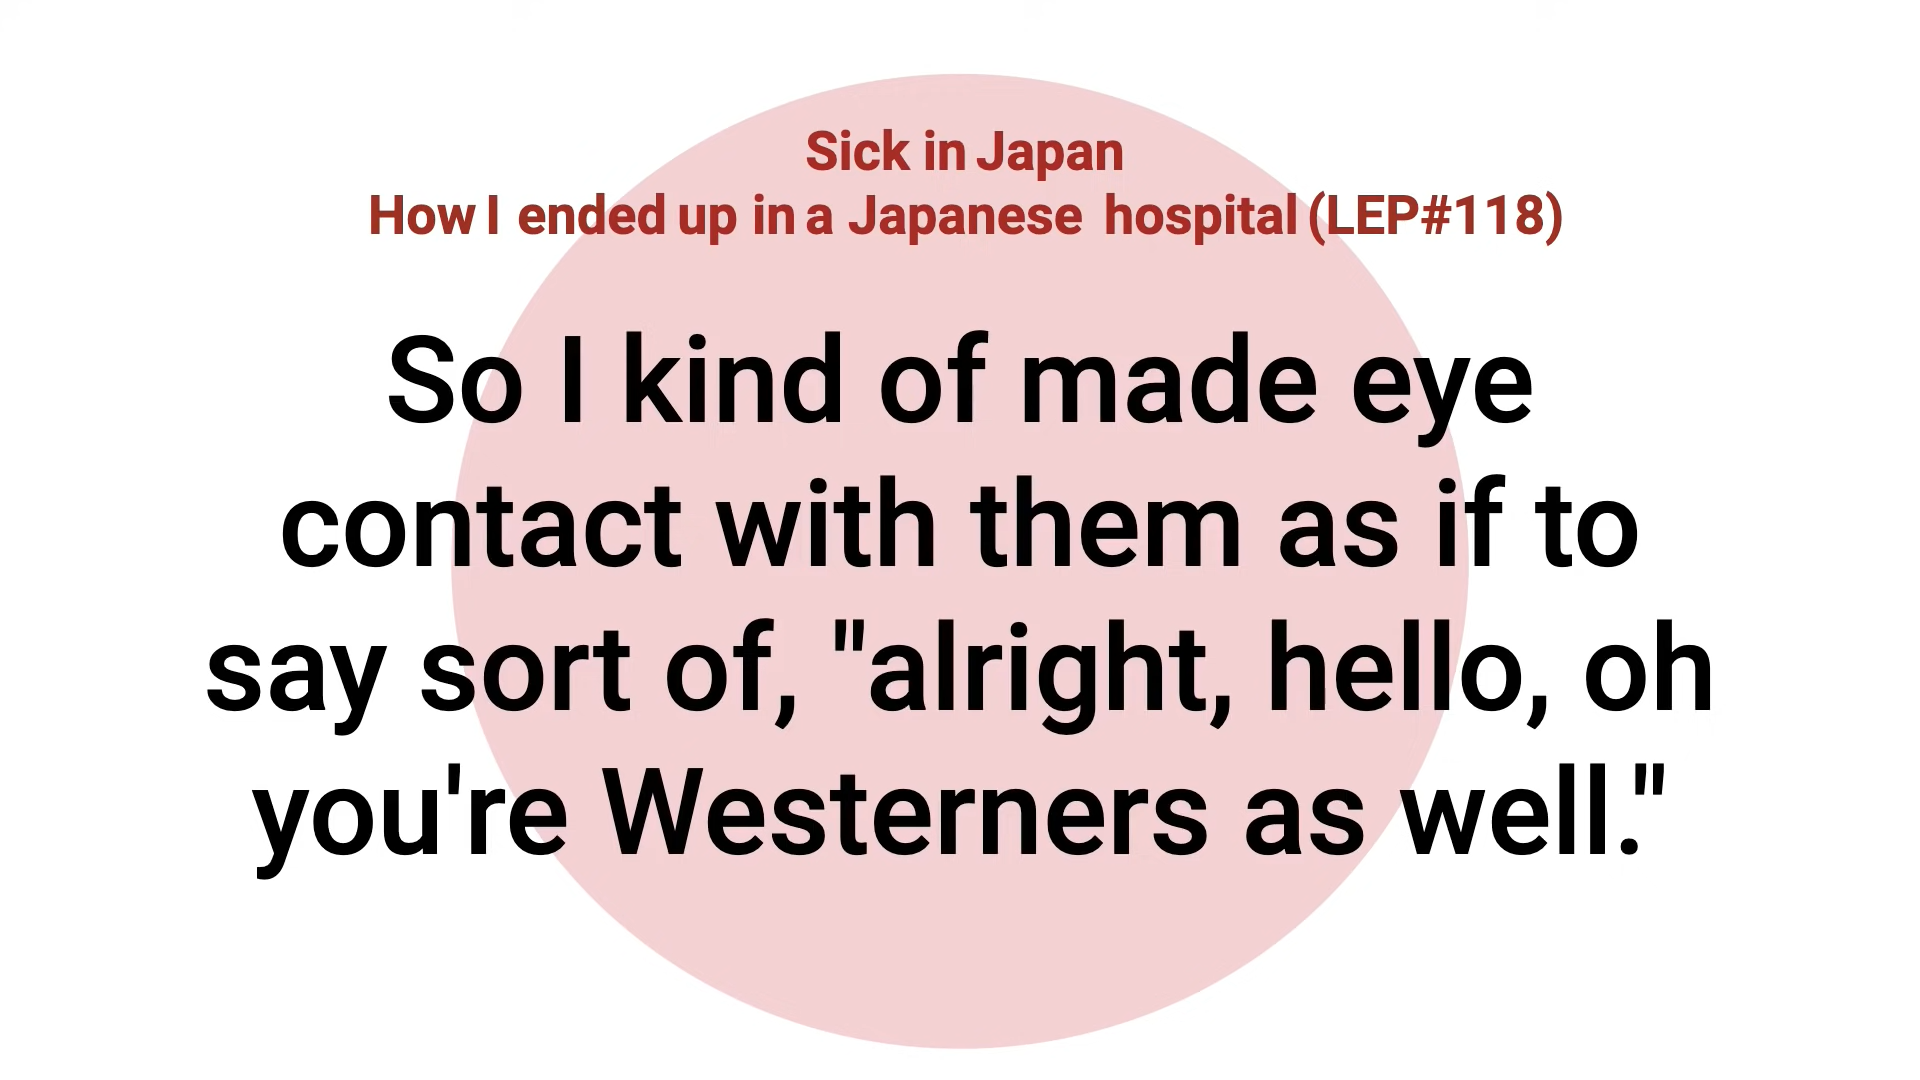 Sick in Japan
How I ended up in a Japanese hospital (LEP#118)
So I kind of made eye
contact with them as if to
say sort of, "alright, hello, oh
you're Westerners as well."